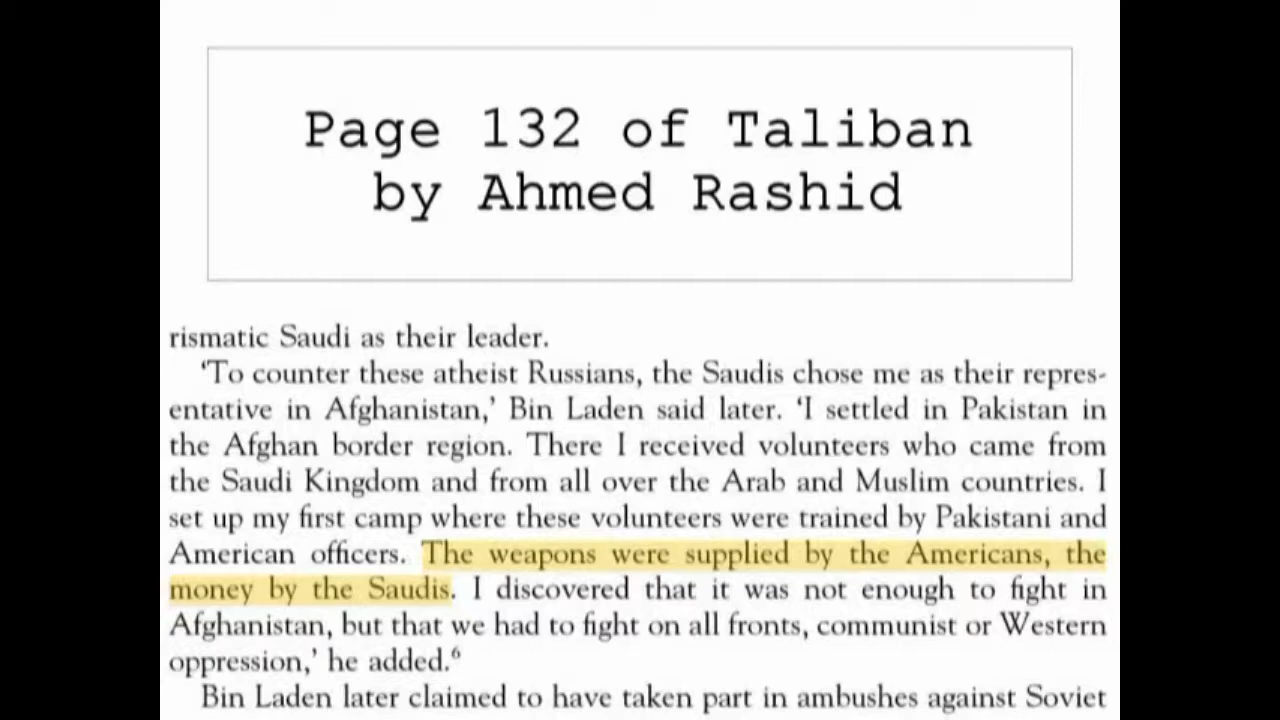 Page 132 of Taliban
by Ahmed Rashid
rismatic Saudi as their leader.
‘To counter these atheist Russians, the Saudis chose me as their repres-
entative in Afghanistan,’ Bin Laden said later. ‘I settled in Pakistan in
the Afghan border region. There I received volunteers who came from
the Saudi Kingdom and from all over the Arab and Muslim countries. I
set up my first camp where these volunteers were trained by Pakistani and
American officers. The weapons were supplied by the Americans, the
money by the Saudis. I discovered that it was not enough to fight in
Afghanistan, but that we had to fight on all fronts, communist or Western
oppression,’ he added.⁶
Bin Laden later claimed to have taken part in ambushes against Soviet